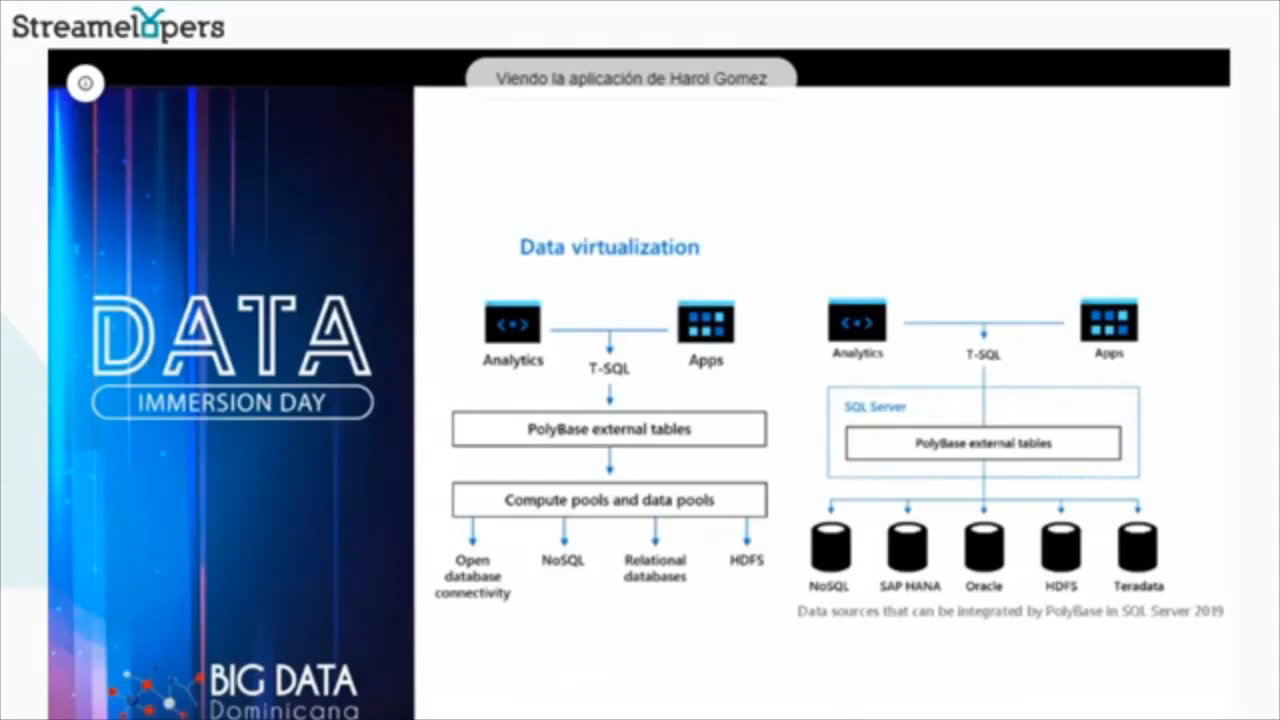 Streamelopers
Viendo la aplicación de Harol Gomez
DATA
IMMERSION DAY
BIG DATA
Dominicana
Data virtualization
Analytics
T-SQL
Apps
PolyBase external tables
Compute pools and data pools
Open
database
connectivity
NoSQL
Relational
databases
HDFS
Analytics
T-SQL
Apps
SQL Server
PolyBase external tables
NoSQL
SAP HANA
Oracle
HDFS
Teradata
Data sources that can be integrated by PolyBase in SQL Server 2019